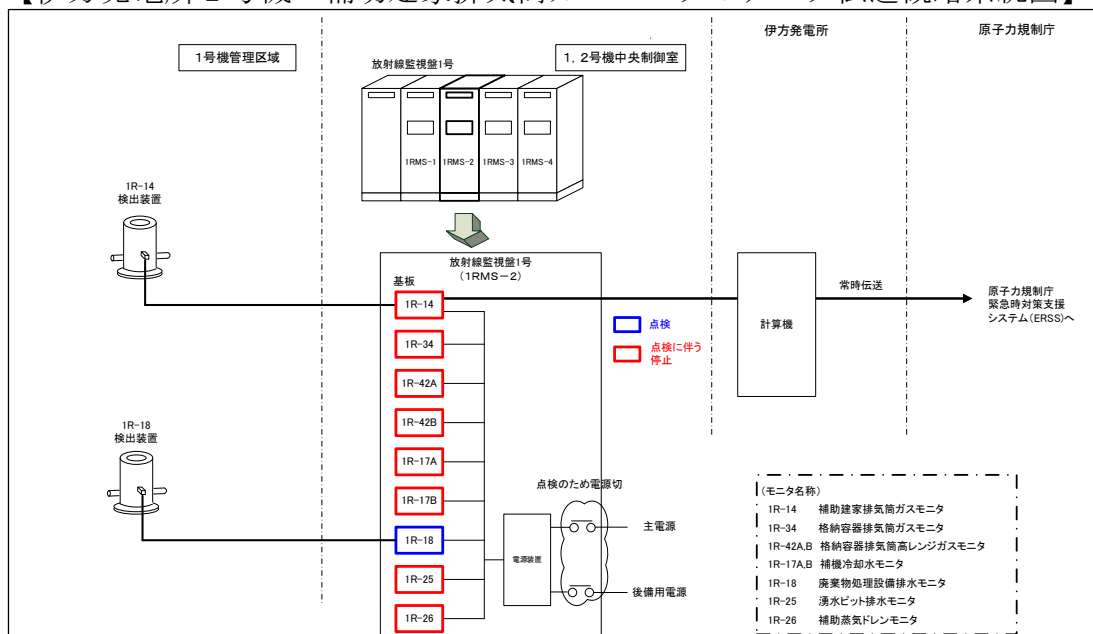 伊方発電所
原子力規制庁
1号機管理区域
1，2号機中央制御室
放射線監視盤1号
1RMS-1
1RMS-2
1RMS-3
1RMS-4
1R-14
検出装置
放射線監視盤1号
(1RMS-2)
基板
1R-14
1R-34
1R-42A
1R-42B
1R-17A
1R-17B
1R-18
1R-25
1R-26
点検
点検に伴う
停止
計算機
常時伝送
原子力規制庁
緊急時対策支援
システム(ERSS)へ
1R-18
検出装置
点検のため電源切
電源装置
主電源
後備用電源
(モニタ名称)
1R-14 補助建家排気筒ガスモニタ
1R-34 格納容器排気筒ガスモニタ
1R-42A,B 格納容器排気筒高レンジガスモニタ
1R-17A,B 補機冷却水モニタ
1R-18 廃棄物処理設備排水モニタ
1R-25 湧水ピット排水モニタ
1R-26 補助蒸気ドレンモニタ